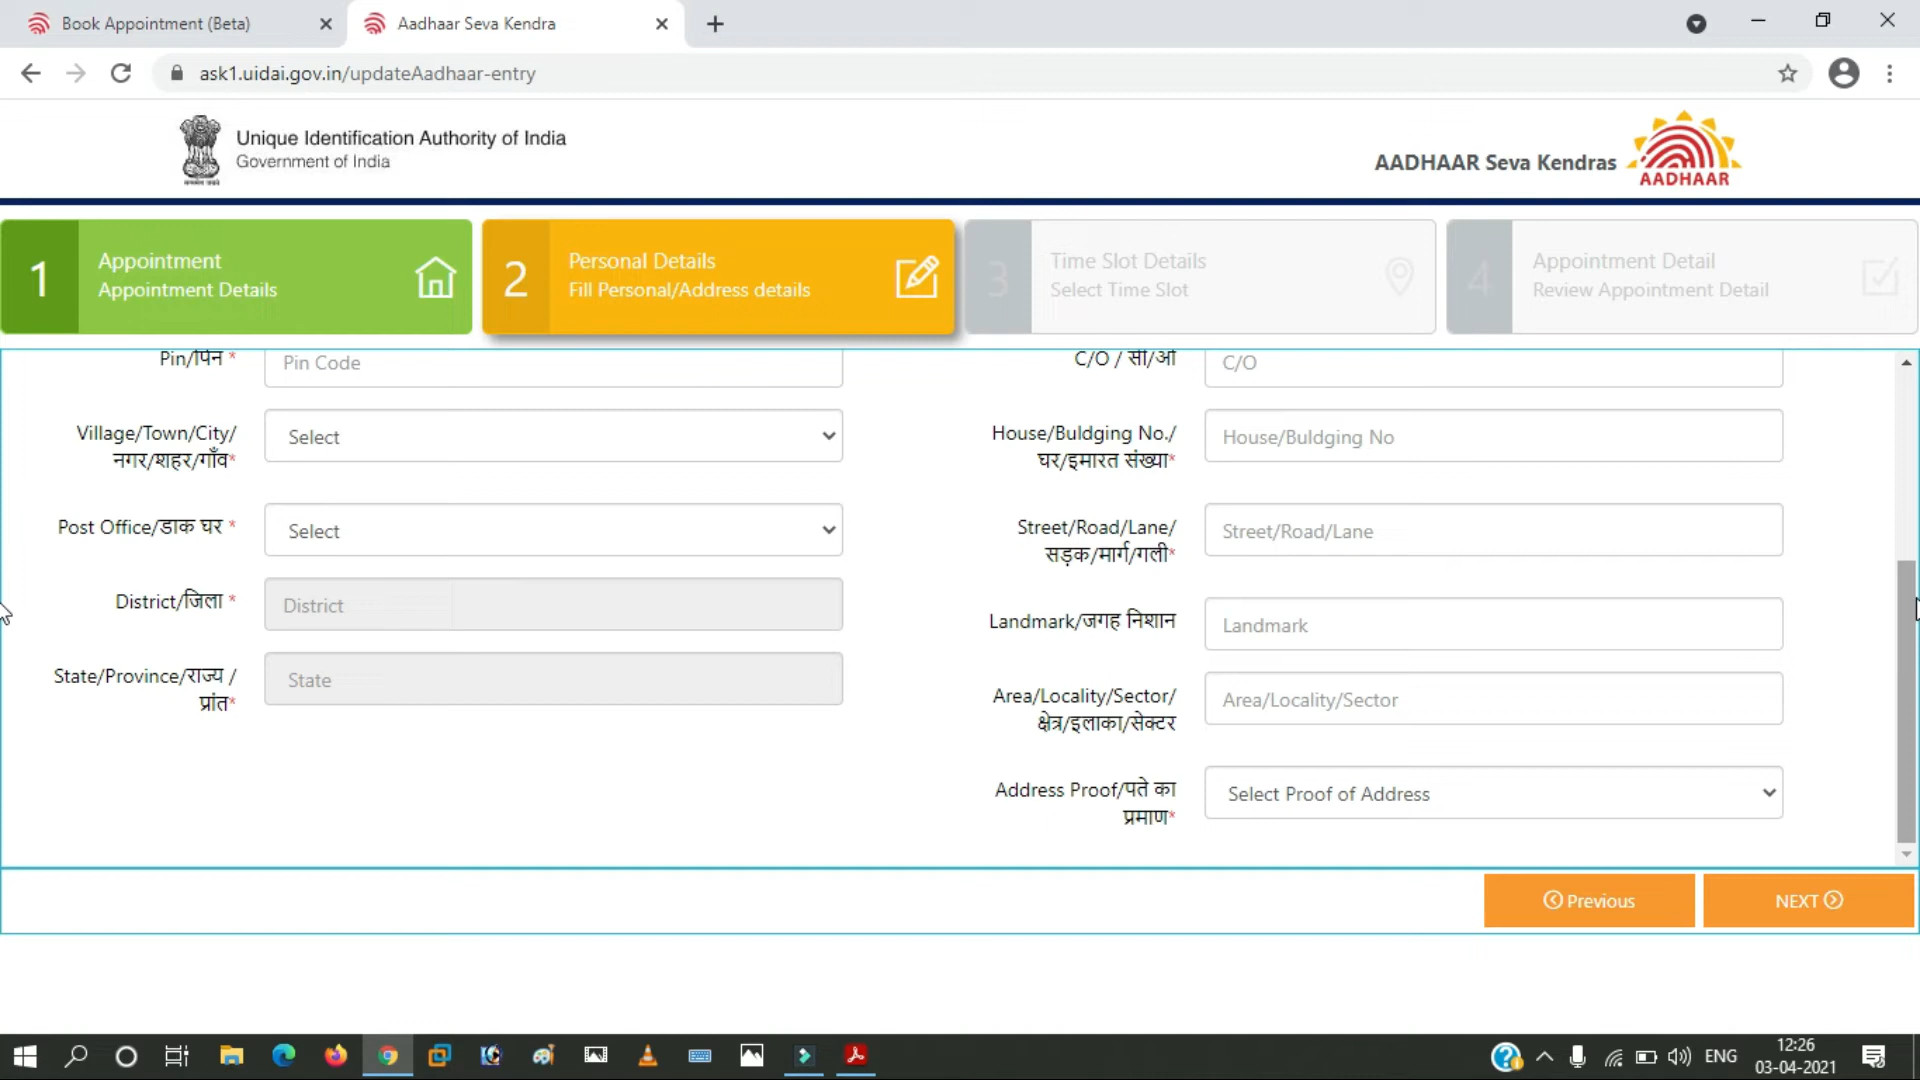 Book Appointment (Beta)
Aadhaar Seva Kendra
ask1.uidai.gov.in/updateAadhaar-entry
Unique Identification Authority of India
Government of India
AADHAAR Seva Kendras
AADHAAR
1
Appointment
Appointment Details
2
Personal Details
Fill Personal/Address details
3
Time Slot Details
Select Time Slot
4
Appointment Detail
Review Appointment Detail
Pin/पिन *
Pin Code
C/O / सी/ओ
C/O
Village/Town/City/
नगर/शहर/गाँव*
Select
House/Buldging No./
घर/इमारत संख्या*
House/Buldging No
Post Office/डाक घर *
Select
Street/Road/Lane/
सड़क/मार्ग/गली*
Street/Road/Lane
District/जिला *
District
Landmark/जगह निशान
Landmark
State/Province/राज्य /
प्रांत*
State
Area/Locality/Sector/
क्षेत्र/इलाका/सेक्टर
Area/Locality/Sector
Address Proof/पते का
प्रमाण*
Select Proof of Address
Previous
NEXT
ENG
12:26
03-04-2021